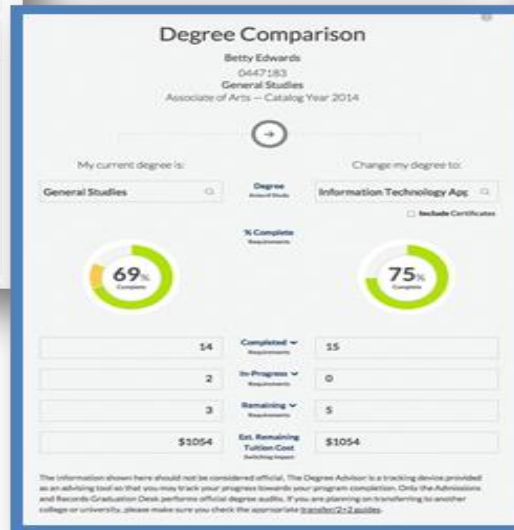 Degree Comparison
Betty Edwards
0447183
General Studies
Associate of Arts — Catalog Year 2014
My current degree is:
Change my degree to:
General Studies
Degree
Information Technology App
Area of Study
Include Certificates
% Complete
Requirements
69%
Complete
75%
Complete
14
Completed
15
Requirements
2
In-Progress
0
Requirements
3
Remaining
5
Requirements
$1054
Est. Remaining
Tuition Cost
$1054
Switching Impact
The information shown here should not be considered official. The Degree Advisor is a tracking device provided
as an advising tool so that you may track your progress towards your program completion. Only the Admissions
and Records Graduation Desk performs official degree audits. If you are planning on transferring to another
college or university, please make sure you check the appropriate transfer/2+2 guides.